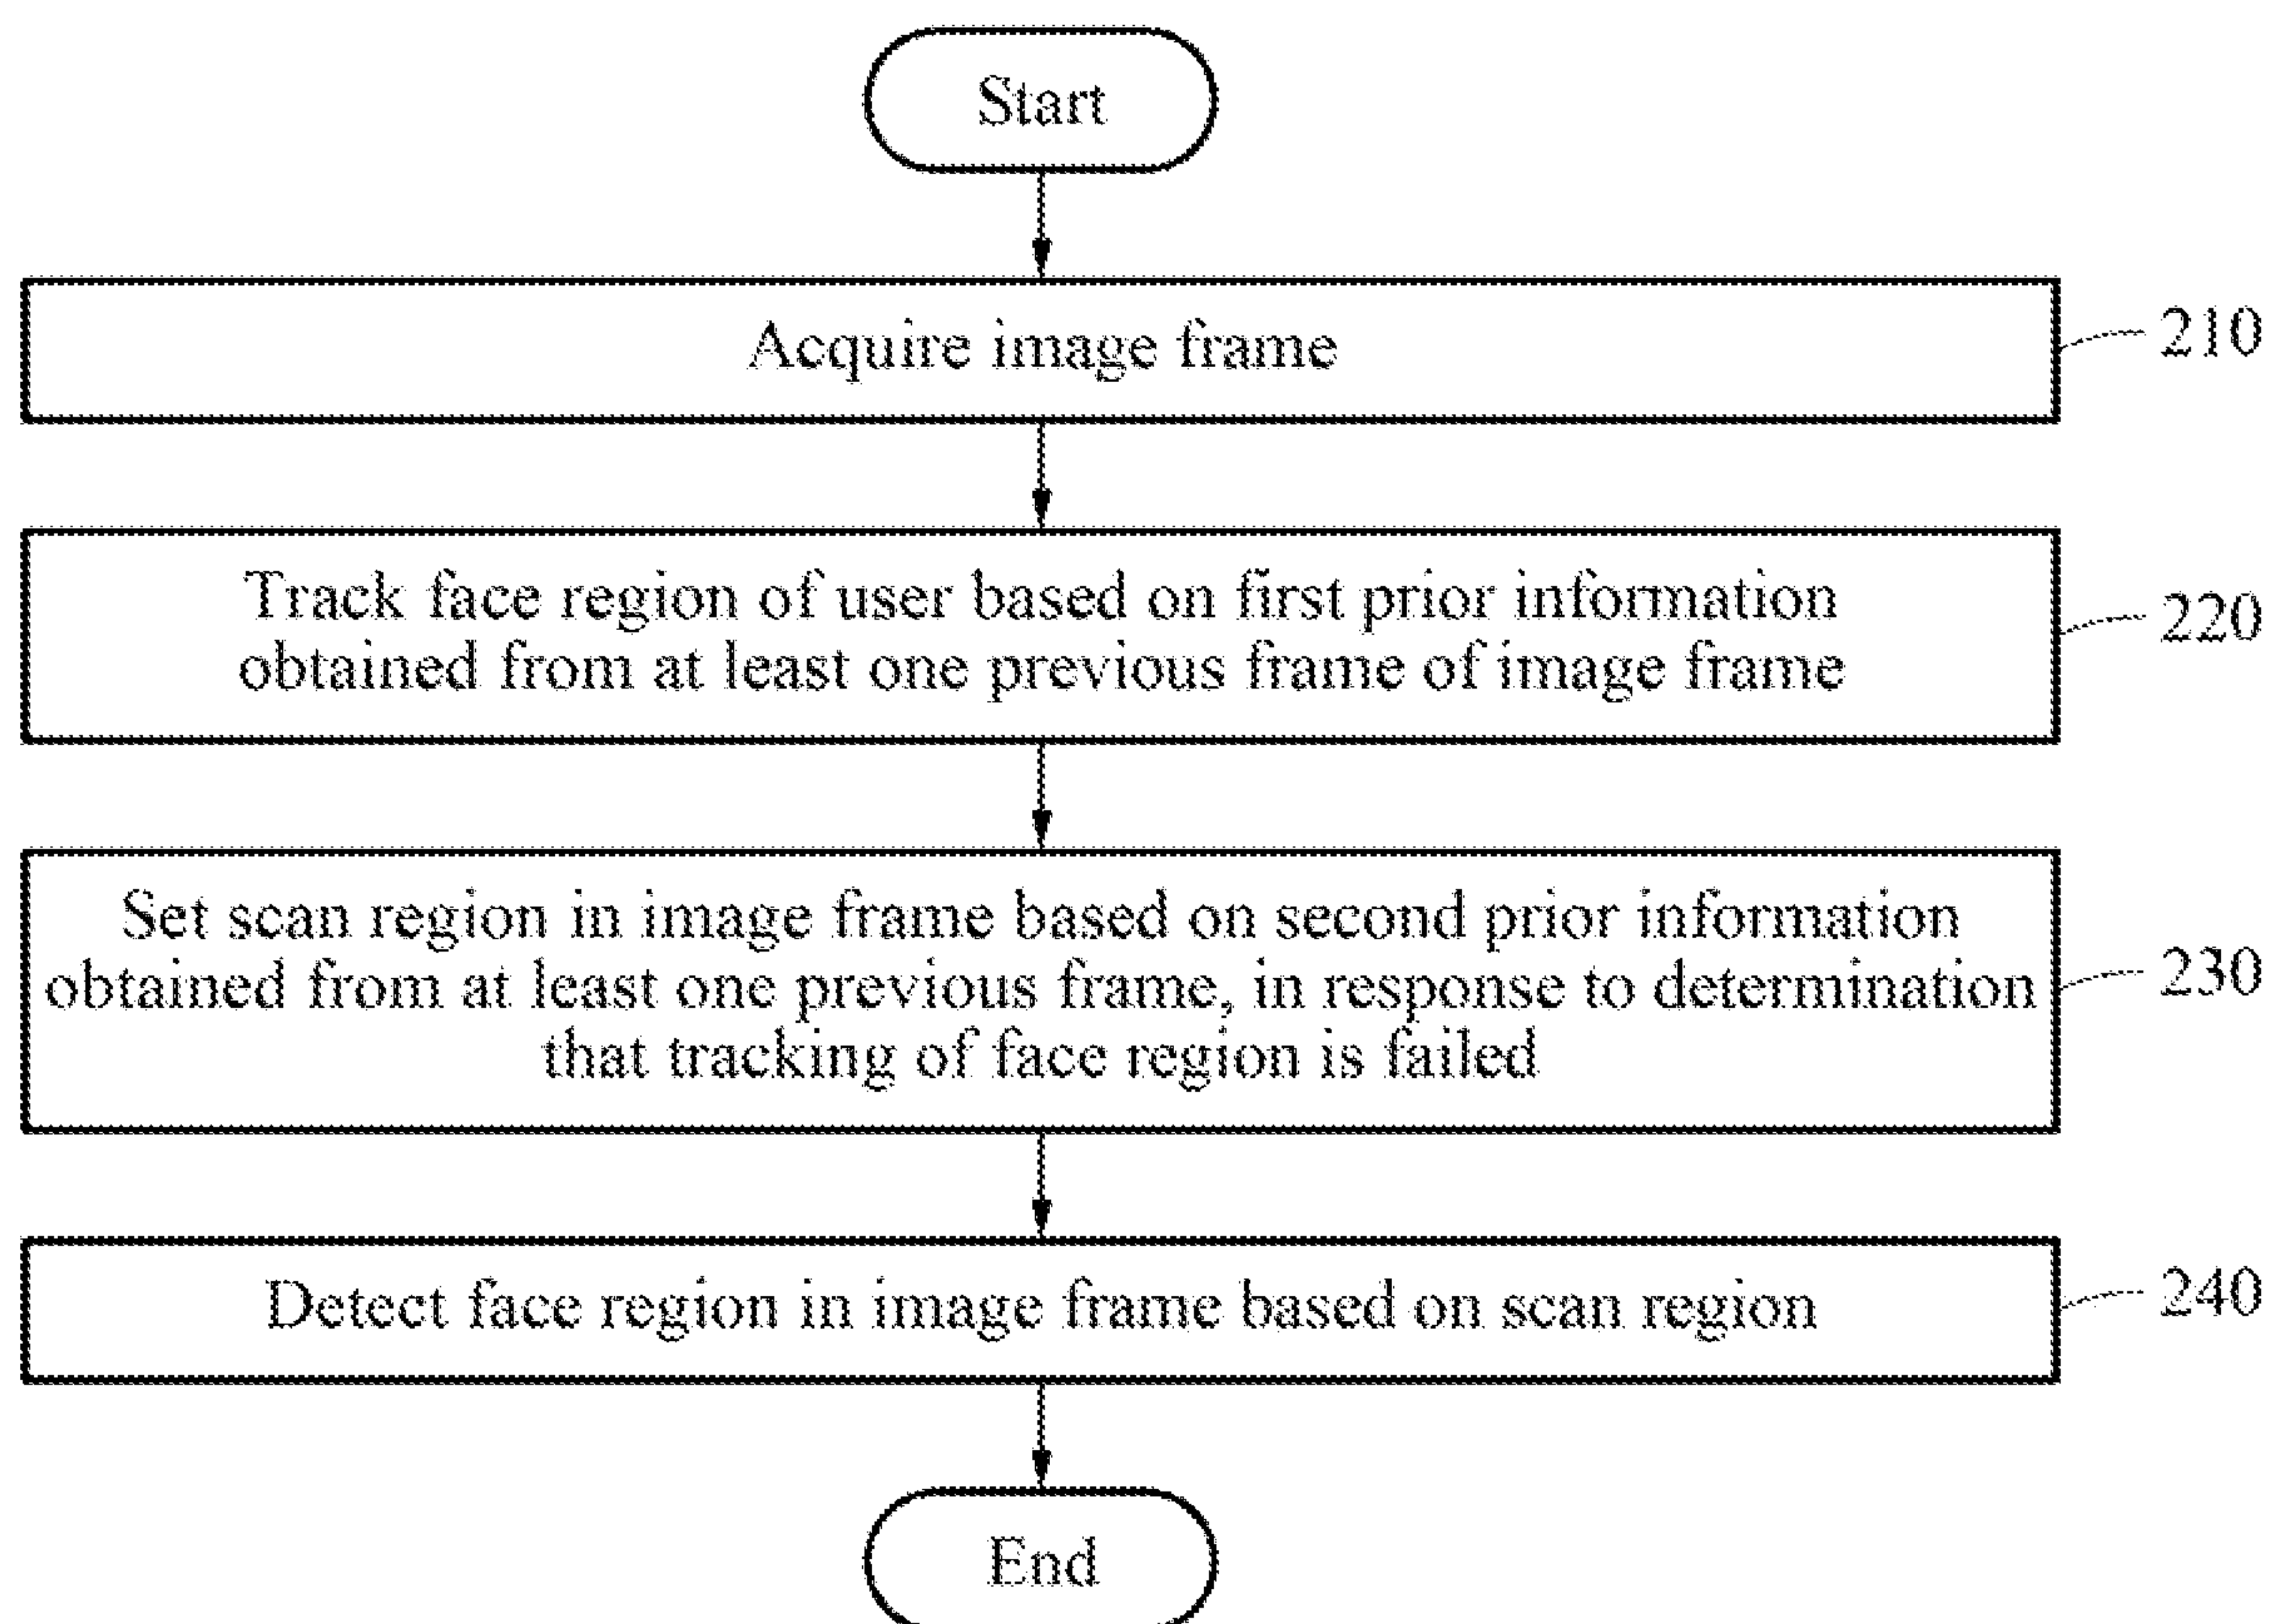 Start
Acquire image frame
210
Track face region of user based on first prior information
obtained from at least one previous frame of image frame
220
Set scan region in image frame based on second prior information
obtained from at least one previous frame, in response to determination
that tracking of face region is failed
230
Detect face region in image frame based on scan region
240
End